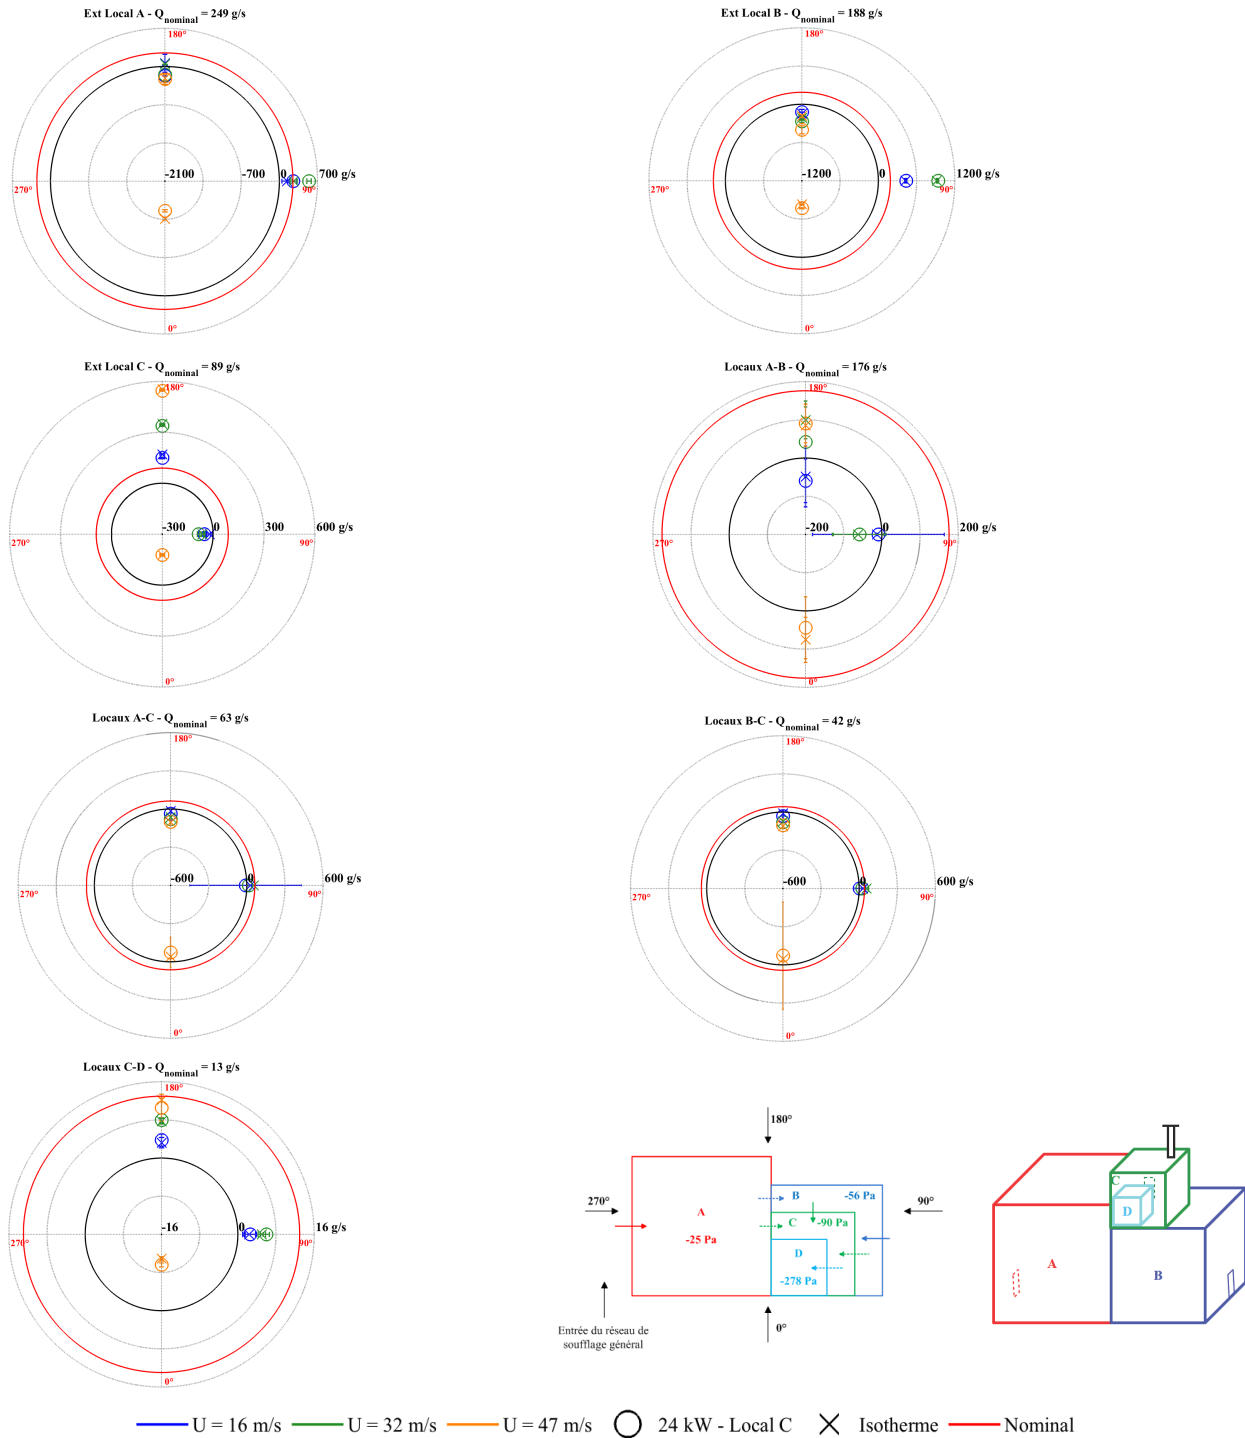 Ext Local A - Qnominal = 249 g/s
180°
-2100 -700 0 700 g/s
270° 90°
0°
Ext Local B - Qnominal = 188 g/s
180°
-1200 0 1200 g/s
270° 90°
0°
Ext Local C - Qnominal = 89 g/s
180°
-300 0 300 600 g/s
270° 90°
0°
Locaux A-B - Qnominal = 176 g/s
180°
-200 0 200 g/s
270° 90°
0°
Locaux A-C - Qnominal = 63 g/s
180°
-600 0 600 g/s
270° 90°
0°
Locaux B-C - Qnominal = 42 g/s
180°
-600 0 600 g/s
270° 90°
0°
Locaux C-D - Qnominal = 13 g/s
180°
-16 0 16 g/s
270° 90°
0°
180°
270° B -56 Pa 90°
A C -90 Pa
-25 Pa
D
-278 Pa
Entrée du réseau de
soufflage général
0°
C
D
A
B
U = 16 m/s U = 32 m/s U = 47 m/s 24 kW - Local C Isotherme Nominal